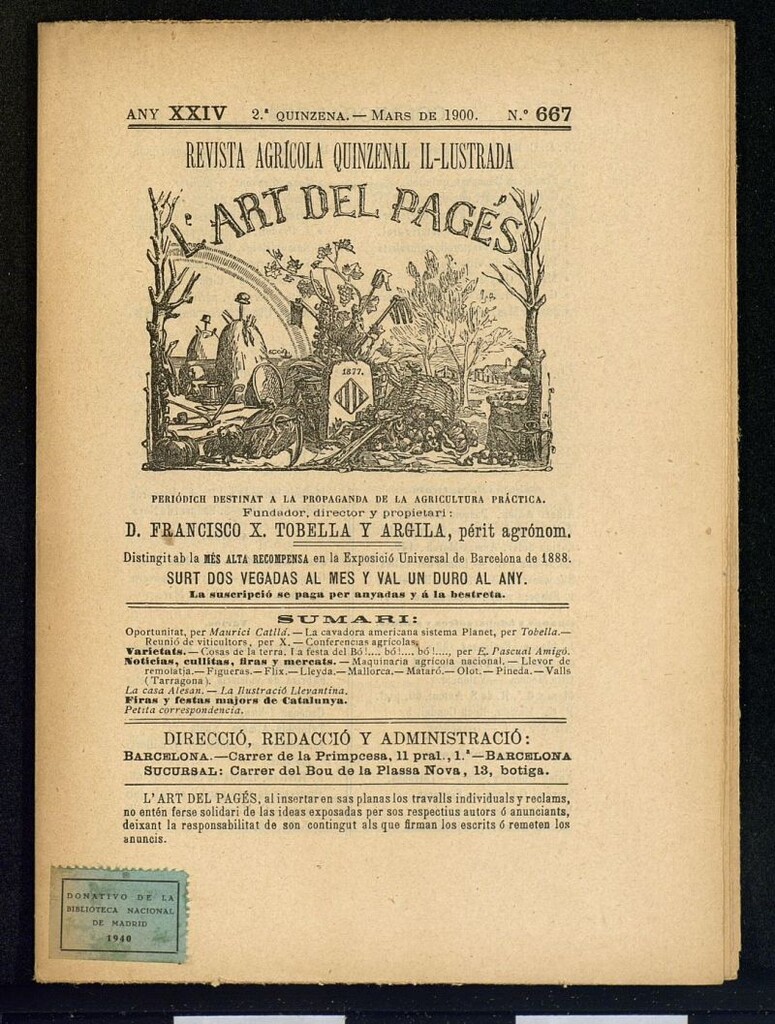 ANY XXIV 2.ª QUINZENA. — MARS DE 1900. N.º 667
REVISTA AGRÍCOLA QUINZENAL IL-LUSTRADA
L'ART DEL PAGÉS
1877.
PERIÓDICH DESTINAT A LA PROPAGANDA DE LA AGRICULTURA PRÁCTICA.
Fundador, director y propietari:
D. FRANCISCO X. TOBELLA Y ARGILA, périt agrónom.
Distingit ab la MÉS ALTA RECOMPENSA en la Exposició Universal de Barcelona de 1888.
SURT DOS VEGADAS AL MES Y VAL UN DURO AL ANY.
La suscripció se paga per anyadas y á la bestreta.
SUMARI:
Oportunitat, per Maurici Catllá. — La cavadora americana sistema Planet, per Tobella. —
Reunió de viticultors, per X. — Conferencias agrícolas.
Varietats. — Cosas de la terra. La festa del Bó!.... bó!.... bó!...., per E. Pascual Amigó.
Noticias, cullitas, firas y mercats. — Maquinaria agrícola nacional. — Llevor de
remolatja. — Figueras. — Flix. — Lleyda. — Mallorca. — Mataró. — Olot. — Pineda. — Valls
(Tarragona).
La casa Alesan. — La Ilustració Llevantina.
Firas y festas majors de Catalunya.
Petita correspondencia.
DIRECCIÓ, REDACCIÓ Y ADMINISTRACIÓ:
BARCELONA. — Carrer de la Primpcesa, 11 pral., 1.ª — BARCELONA
SUCURSAL: Carrer del Bou de la Plassa Nova, 13, botiga.
L'ART DEL PAGÉS, al insertar en sas planas los travalls individuals y reclams,
no entén ferse solidari de las ideas exposadas per sos respectius autors ó anunciants,
deixant la responsabilitat de son contingut als que firman los escrits ó remeten los
anuncis.
DONATIVO DE LA
BIBLIOTECA NACIONAL
DE MADRID
1940